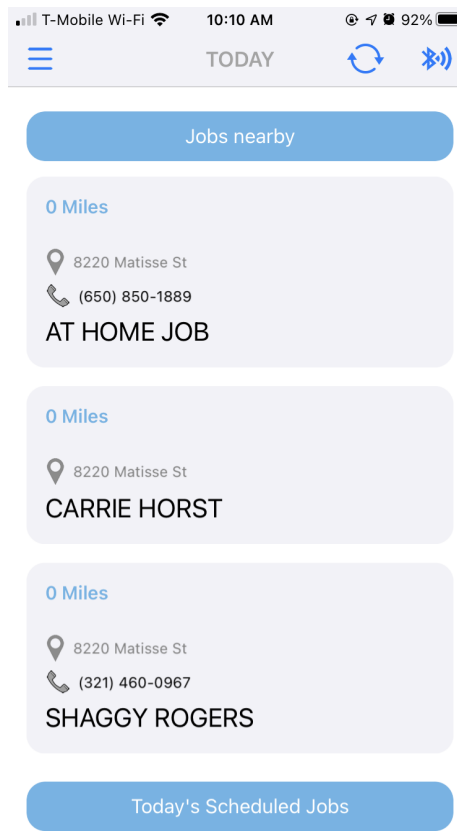 T-Mobile Wi-Fi 10:10 AM 92%
TODAY
Jobs nearby
0 Miles
8220 Matisse St
(650) 850-1889
AT HOME JOB
0 Miles
8220 Matisse St
CARRIE HORST
0 Miles
8220 Matisse St
(321) 460-0967
SHAGGY ROGERS
Today's Scheduled Jobs